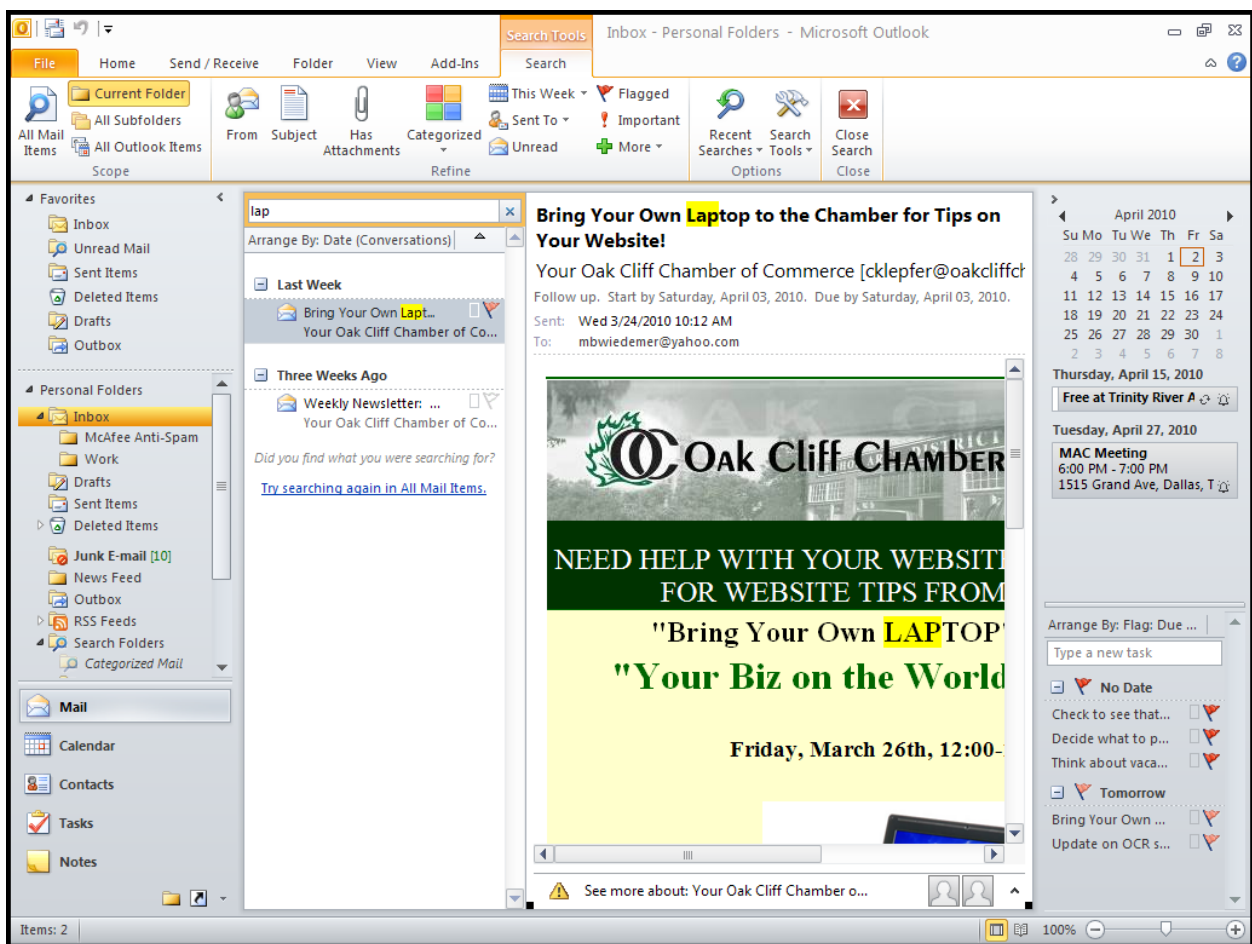 Search Tools
Inbox - Personal Folders - Microsoft Outlook
File Home Send / Receive Folder View Add-Ins Search
All Mail Items
Current Folder
All Subfolders
All Outlook Items
Scope
From
Subject
Has Attachments
Categorized
This Week
Sent To
Unread
Flagged
Important
More
Refine
Recent Searches
Search Tools
Options
Close Search
Close
Favorites
Inbox
Unread Mail
Sent Items
Deleted Items
Drafts
Outbox
Personal Folders
Inbox
McAfee Anti-Spam
Work
Drafts
Sent Items
Deleted Items
Junk E-mail [10]
News Feed
Outbox
RSS Feeds
Search Folders
Categorized Mail
Mail
Calendar
Contacts
Tasks
Notes
lap
Arrange By: Date (Conversations)
Last Week
Bring Your Own Lapt...
Your Oak Cliff Chamber of Co...
Three Weeks Ago
Weekly Newsletter: ...
Your Oak Cliff Chamber of Co...
Did you find what you were searching for?
Try searching again in All Mail Items.
Bring Your Own Laptop to the Chamber for Tips on
Your Website!
Your Oak Cliff Chamber of Commerce [cklepfer@oakcliffch
Follow up. Start by Saturday, April 03, 2010. Due by Saturday, April 03, 2010.
Sent: Wed 3/24/2010 10:12 AM
To: mbwiedemer@yahoo.com
OC OAK CLIFF CHAMBER
NEED HELP WITH YOUR WEBSITE
FOR WEBSITE TIPS FROM
"Bring Your Own LAPTOP"
"Your Biz on the World
Friday, March 26th, 12:00-
See more about: Your Oak Cliff Chamber o...
April 2010
Su Mo Tu We Th Fr Sa
28 29 30 31 1 2 3
4 5 6 7 8 9 10
11 12 13 14 15 16 17
18 19 20 21 22 23 24
25 26 27 28 29 30 1
2 3 4 5 6 7 8
Thursday, April 15, 2010
Free at Trinity River A
Tuesday, April 27, 2010
MAC Meeting
6:00 PM - 7:00 PM
1515 Grand Ave, Dallas, T
Arrange By: Flag: Due ...
Type a new task
No Date
Check to see that...
Decide what to p...
Think about vaca...
Tomorrow
Bring Your Own ...
Update on OCR s...
Items: 2
100%